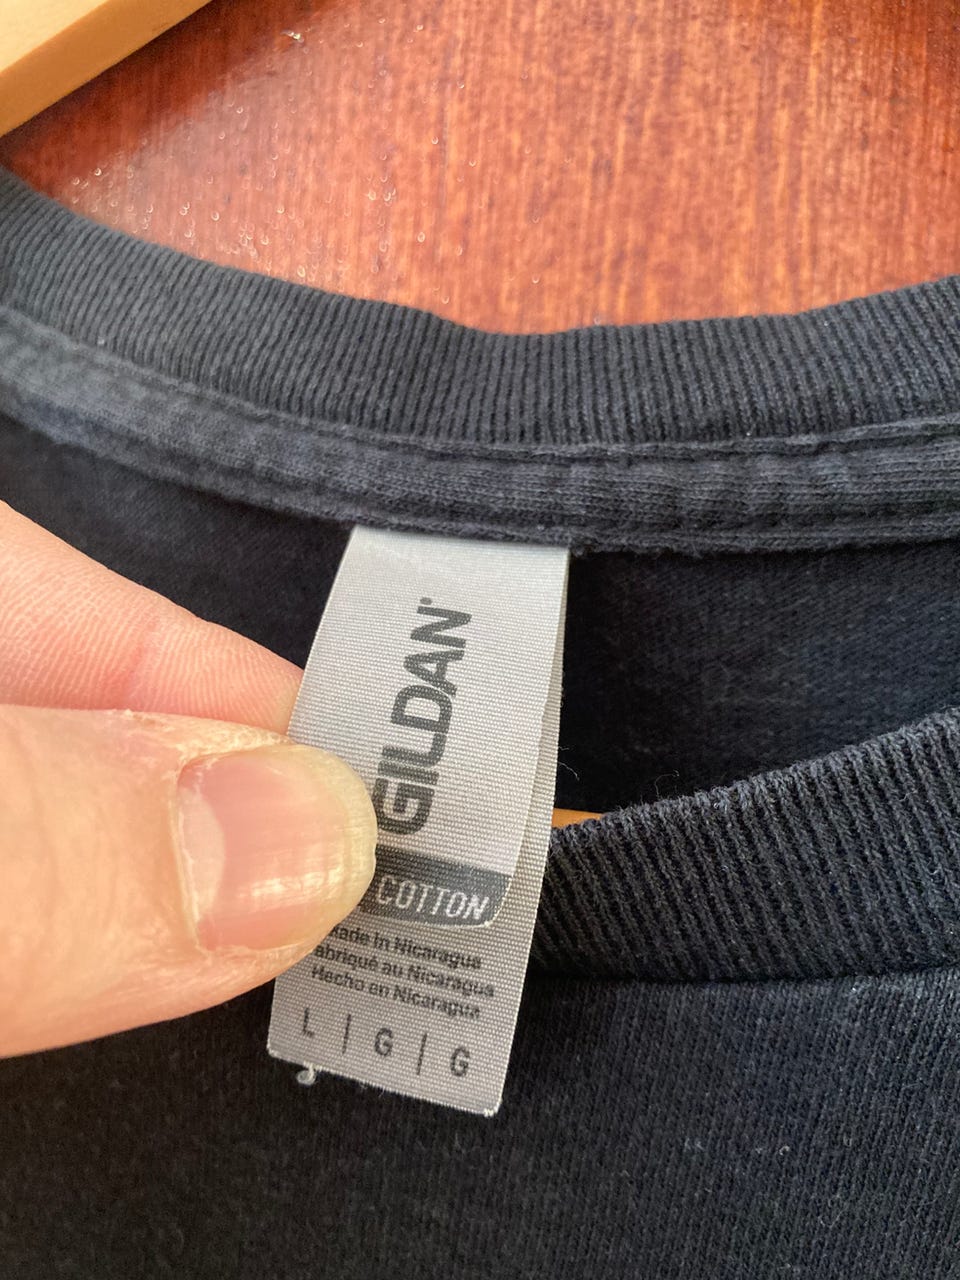 GILDAN®
COTTON
Made in Nicaragua
Fabriqué au Nicaragua
Hecho en Nicaragua
L | G | G